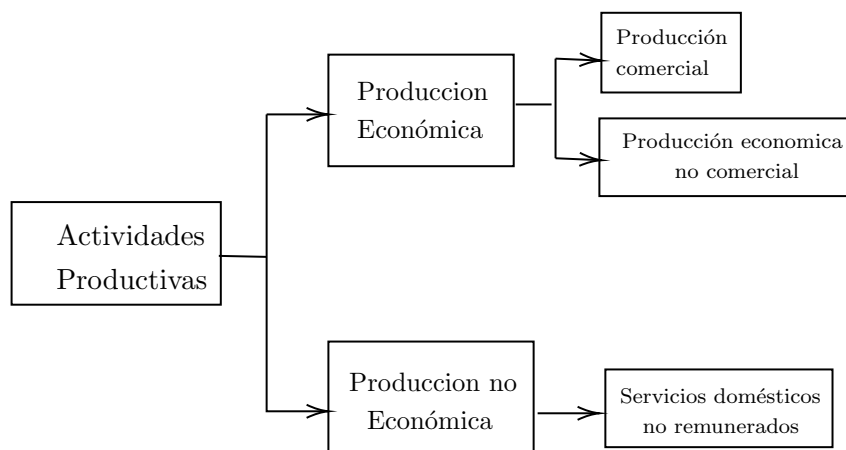 Actividades
Productivas
Produccion
Económica
Producción
comercial
Producción economica
no comercial
Produccion no
Económica
Servicios domésticos
no remunerados